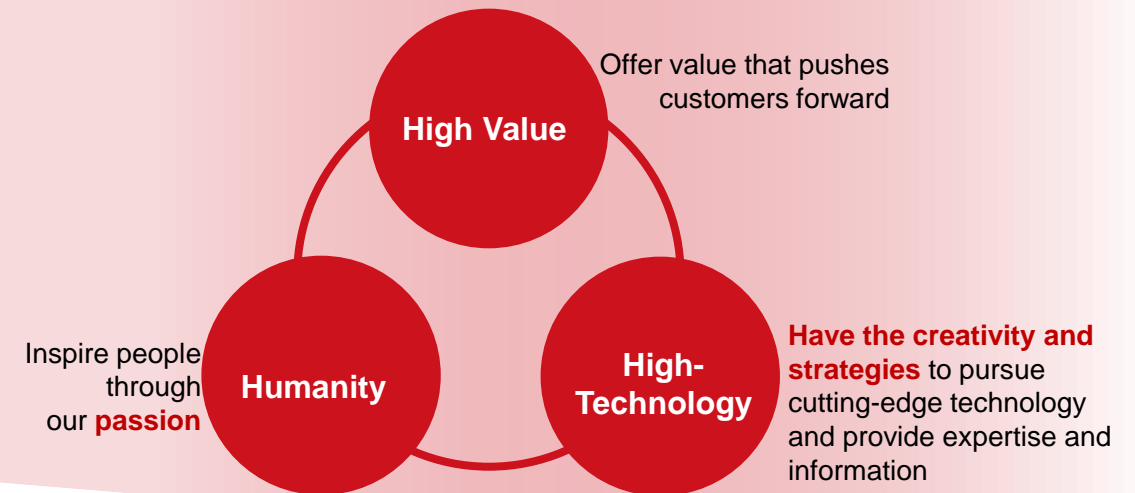 Offer value that pushes
customers forward
High Value
Inspire people
through
our passion
Humanity
High-
Technology
Have the creativity and
strategies to pursue
cutting-edge technology
and provide expertise and
information